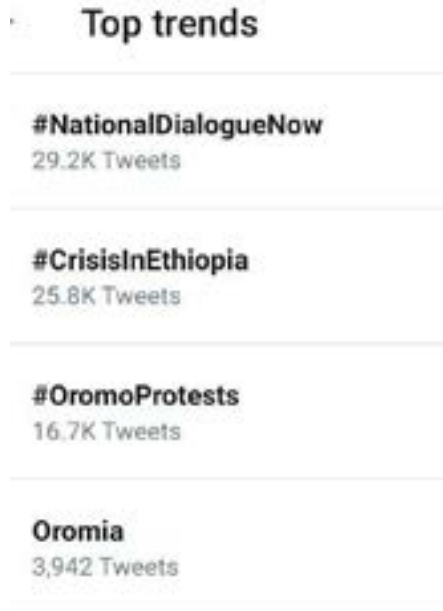 Top trends
#NationalDialogueNow
29.2K Tweets
#CrisisInEthiopia
25.8K Tweets
#OromoProtests
16.7K Tweets
Oromia
3,942 Tweets